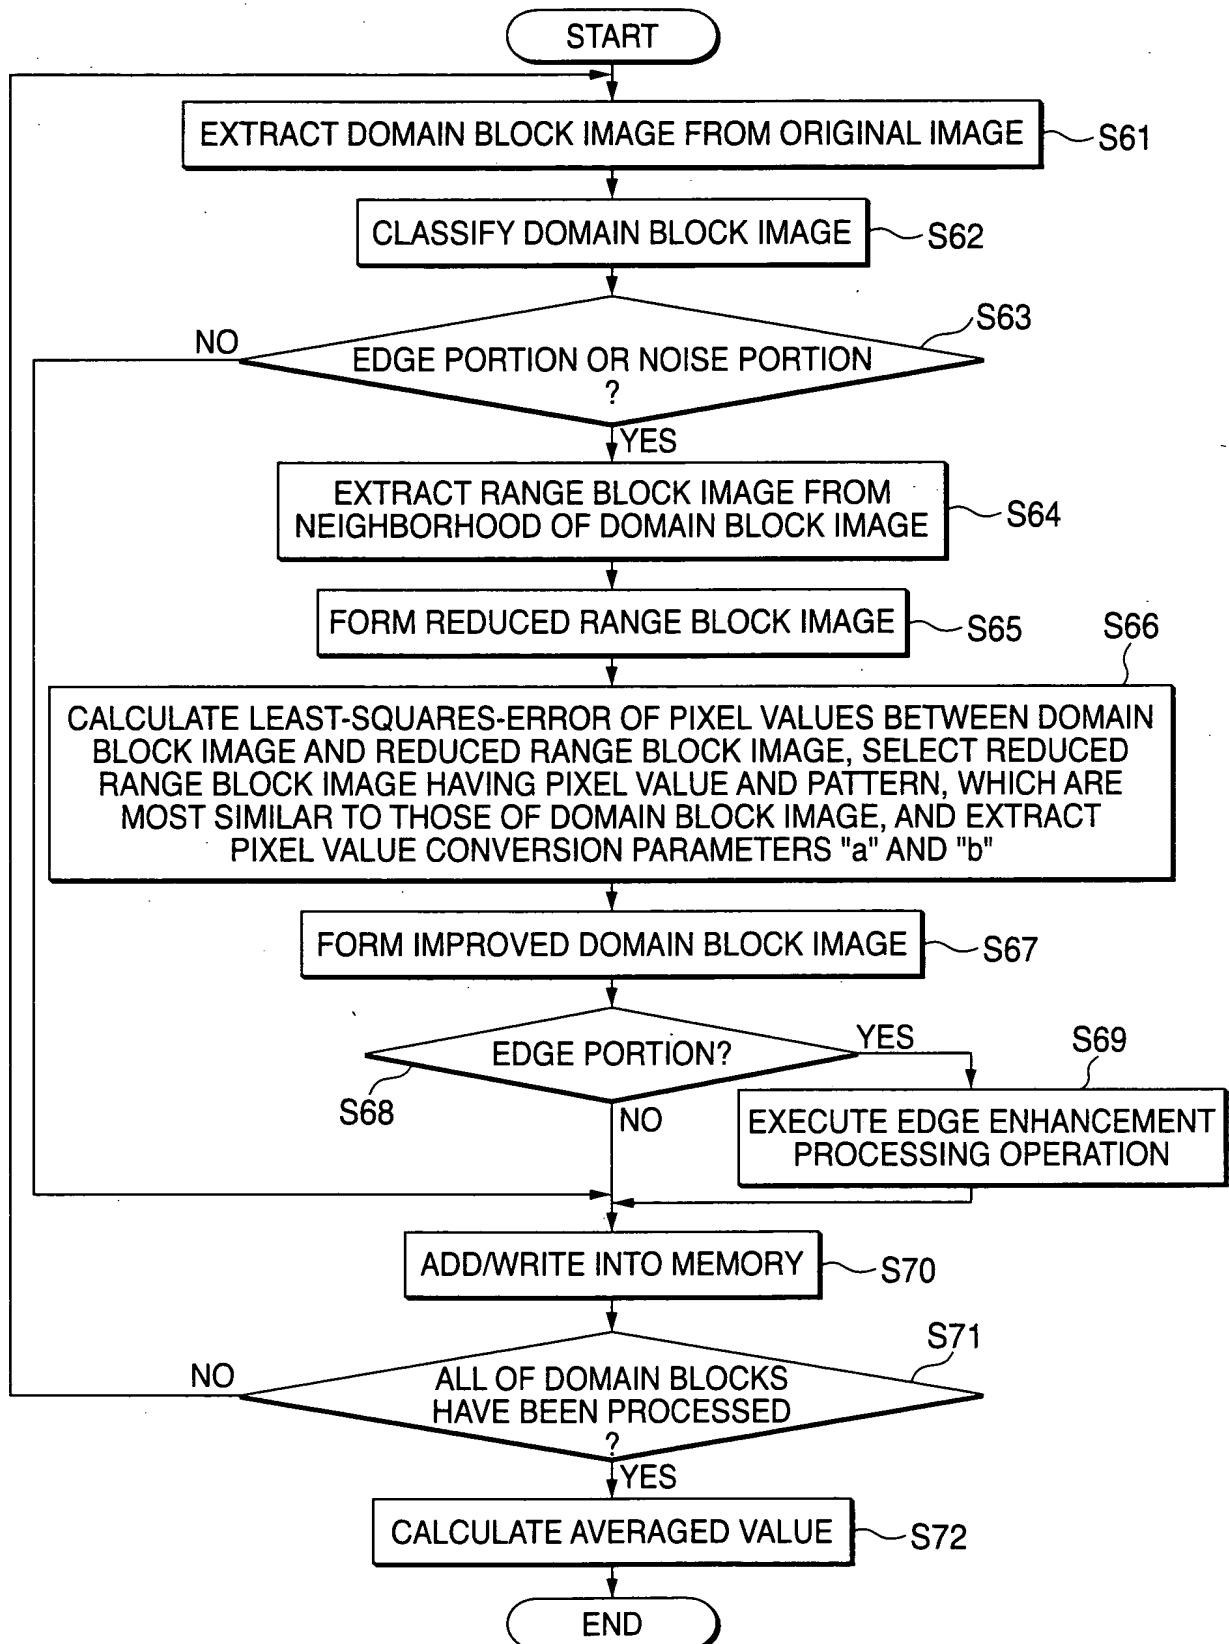 START
EXTRACT DOMAIN BLOCK IMAGE FROM ORIGINAL IMAGE
S61
CLASSIFY DOMAIN BLOCK IMAGE
S62
S63
NO
EDGE PORTION OR NOISE PORTION
?
YES
EXTRACT RANGE BLOCK IMAGE FROM
NEIGHBORHOOD OF DOMAIN BLOCK IMAGE
S64
FORM REDUCED RANGE BLOCK IMAGE
S65
S66
CALCULATE LEAST-SQUARES-ERROR OF PIXEL VALUES BETWEEN DOMAIN
BLOCK IMAGE AND REDUCED RANGE BLOCK IMAGE, SELECT REDUCED
RANGE BLOCK IMAGE HAVING PIXEL VALUE AND PATTERN, WHICH ARE
MOST SIMILAR TO THOSE OF DOMAIN BLOCK IMAGE, AND EXTRACT
PIXEL VALUE CONVERSION PARAMETERS "a" AND "b"
FORM IMPROVED DOMAIN BLOCK IMAGE
S67
EDGE PORTION?
YES
S69
S68
NO
EXECUTE EDGE ENHANCEMENT
PROCESSING OPERATION
ADD/WRITE INTO MEMORY
S70
S71
NO
ALL OF DOMAIN BLOCKS
HAVE BEEN PROCESSED
?
YES
CALCULATE AVERAGED VALUE
S72
END